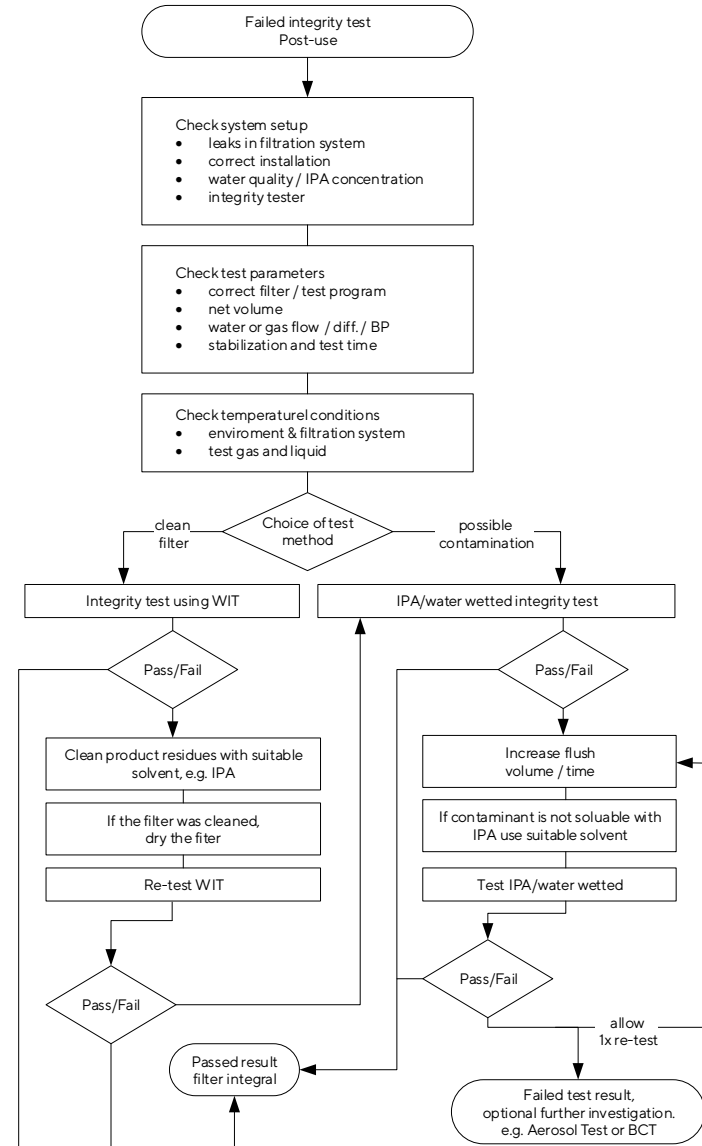 Failed integrity test
Post-use
Check system setup
• leaks in filtration system
• correct installation
• water quality / IPA concentration
• integrity tester
Check test parameters
• correct filter / test program
• net volume
• water or gas flow / diff. / BP
• stabilization and test time
Check temperaturel conditions
• enviroment & filtration system
• test gas and liquid
Choice of test
method
clean
filter
possible
contamination
Integrity test using WIT
IPA/water wetted integrity test
Pass/Fail
Pass/Fail
Clean product residues with suitable
solvent, e.g. IPA
Increase flush
volume / time
If the filter was cleaned,
dry the fiter
If contaminant is not soluable with
IPA use suitable solvent
Re-test WIT
Test IPA/water wetted
Pass/Fail
Pass/Fail
allow
1x re-test
Passed result
filter integral
Failed test result,
optional further investigation.
e.g. Aerosol Test or BCT